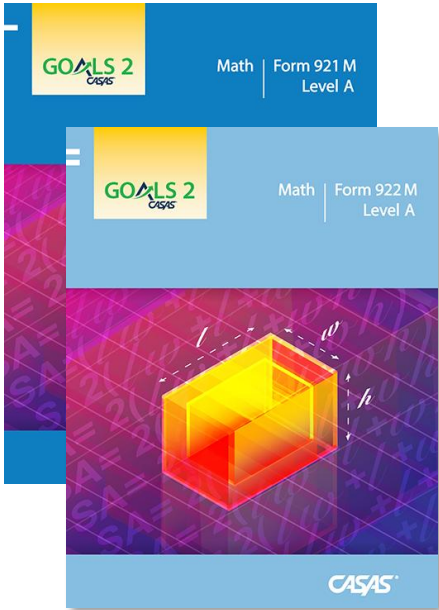 GOALS 2
CASAS
Math | Form 921 M
Level A
GOALS 2
CASAS
Math | Form 922 M
Level A
l
w
h
CASAS®